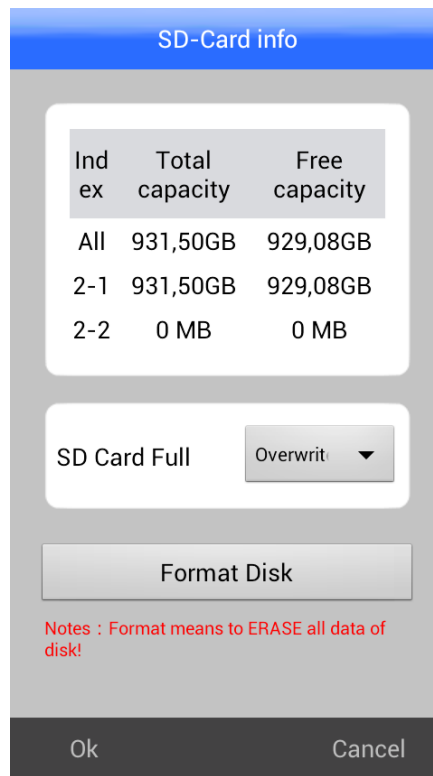 SD-Card info
Ind Total Free
ex capacity capacity
All 931,50GB 929,08GB
2-1 931,50GB 929,08GB
2-2 0 MB 0 MB
SD Card Full Overwrit
Format Disk
Notes：Format means to ERASE all data of
disk!
Ok Cancel